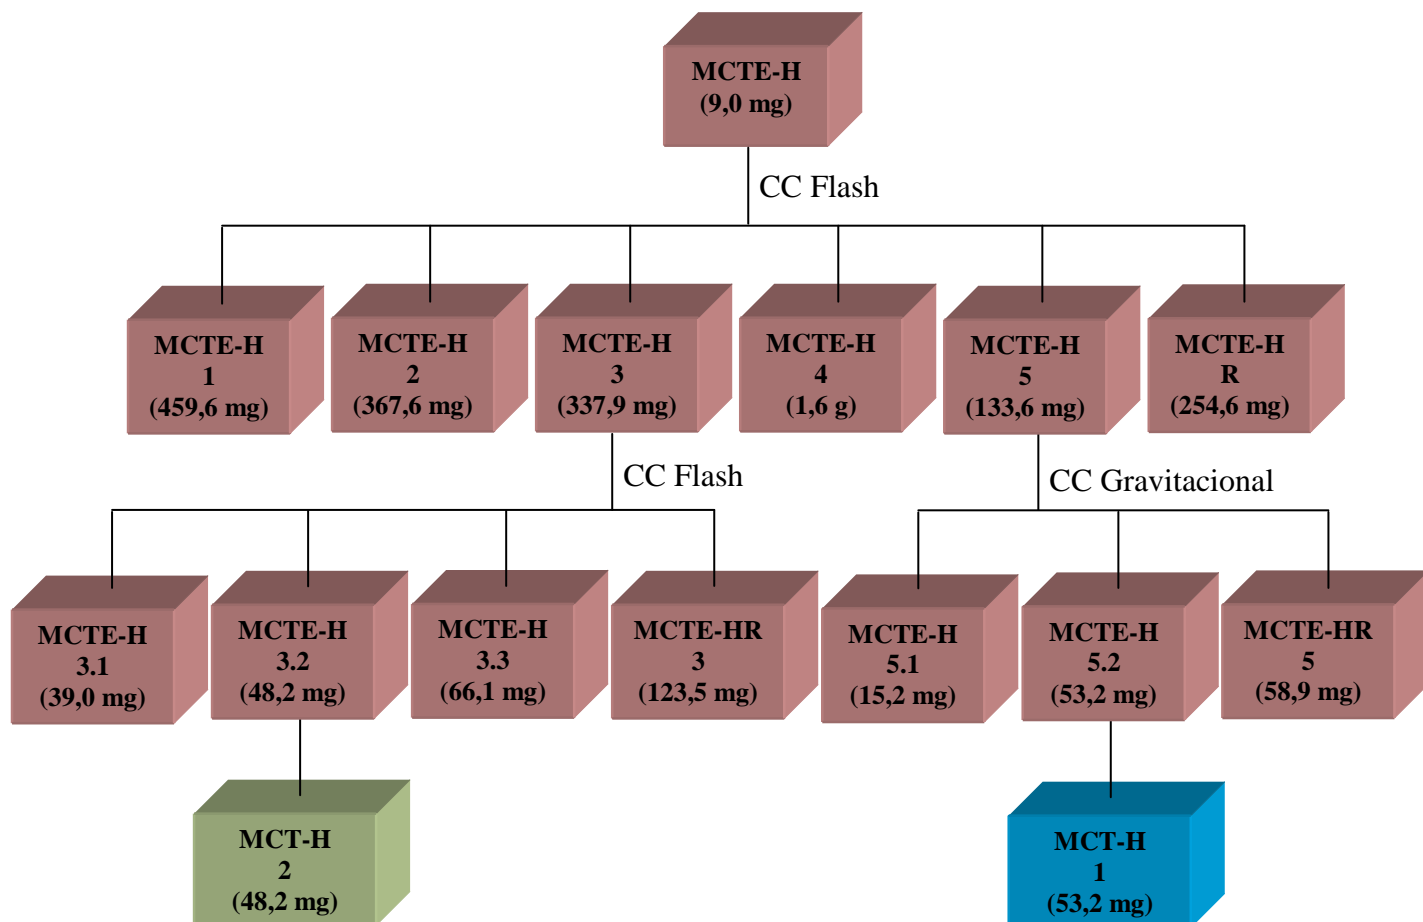 MCTE-H
(9,0 mg)
CC Flash
MCTE-H
1
(459,6 mg)
MCTE-H
2
(367,6 mg)
MCTE-H
3
(337,9 mg)
MCTE-H
4
(1,6 g)
MCTE-H
5
(133,6 mg)
MCTE-H
R
(254,6 mg)
CC Flash
CC Gravitacional
MCTE-H
3.1
(39,0 mg)
MCTE-H
3.2
(48,2 mg)
MCTE-H
3.3
(66,1 mg)
MCTE-HR
3
(123,5 mg)
MCTE-H
5.1
(15,2 mg)
MCTE-H
5.2
(53,2 mg)
MCTE-HR
5
(58,9 mg)
MCT-H
2
(48,2 mg)
MCT-H
1
(53,2 mg)